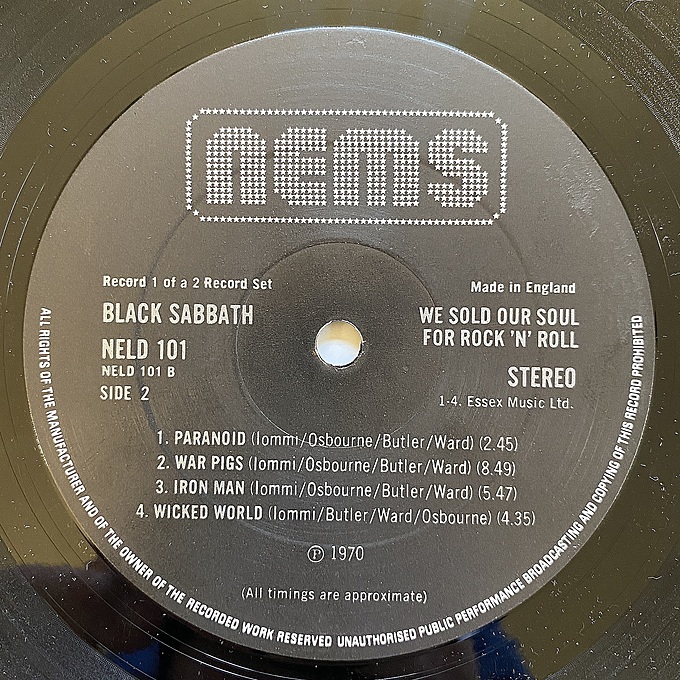 nems
Record 1 of a 2 Record Set
Made in England
BLACK SABBATH
WE SOLD OUR SOUL
FOR ROCK 'N' ROLL
NELD 101
NELD 101 B
STEREO
SIDE 2
1-4. Essex Music Ltd.
1. PARANOID (Iommi/Osbourne/Butler/Ward) (2.45)
2. WAR PIGS (Iommi/Osbourne/Butler/Ward) (8.49)
3. IRON MAN (Iommi/Osbourne/Butler/Ward) (5.47)
4. WICKED WORLD (Iommi/Butler/Ward/Osbourne) (4.35)
℗ 1970
(All timings are approximate)
ALL RIGHTS OF THE MANUFACTURER AND OF THE OWNER OF THE RECORDED WORK RESERVED UNAUTHORISED PUBLIC PERFORMANCE BROADCASTING AND COPYING OF THIS RECORD PROHIBITED